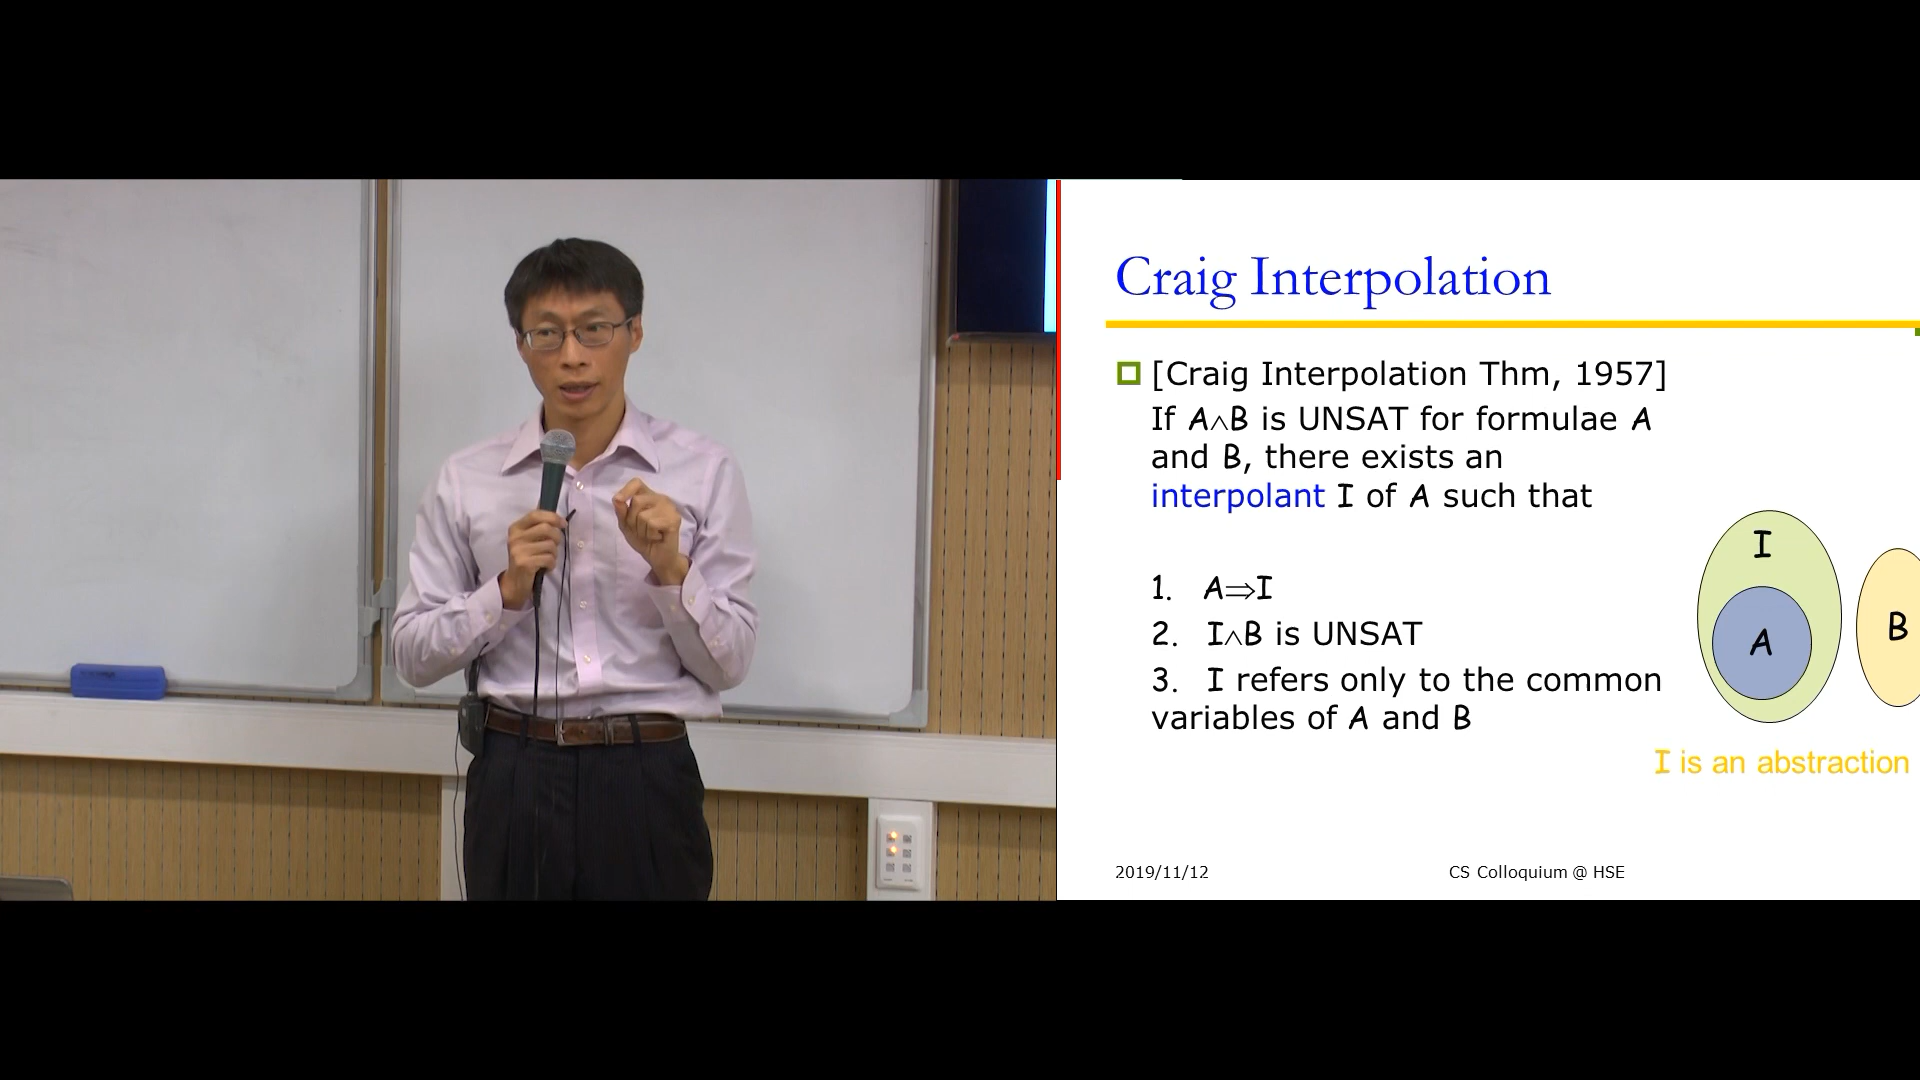 Craig Interpolation
[Craig Interpolation Thm, 1957]
If A∧B is UNSAT for formulae A
and B, there exists an
interpolant I of A such that
1. A⇒I
2. I∧B is UNSAT
3. I refers only to the common
variables of A and B
I
A
B
I is an abstraction
2019/11/12
CS Colloquium @ HSE